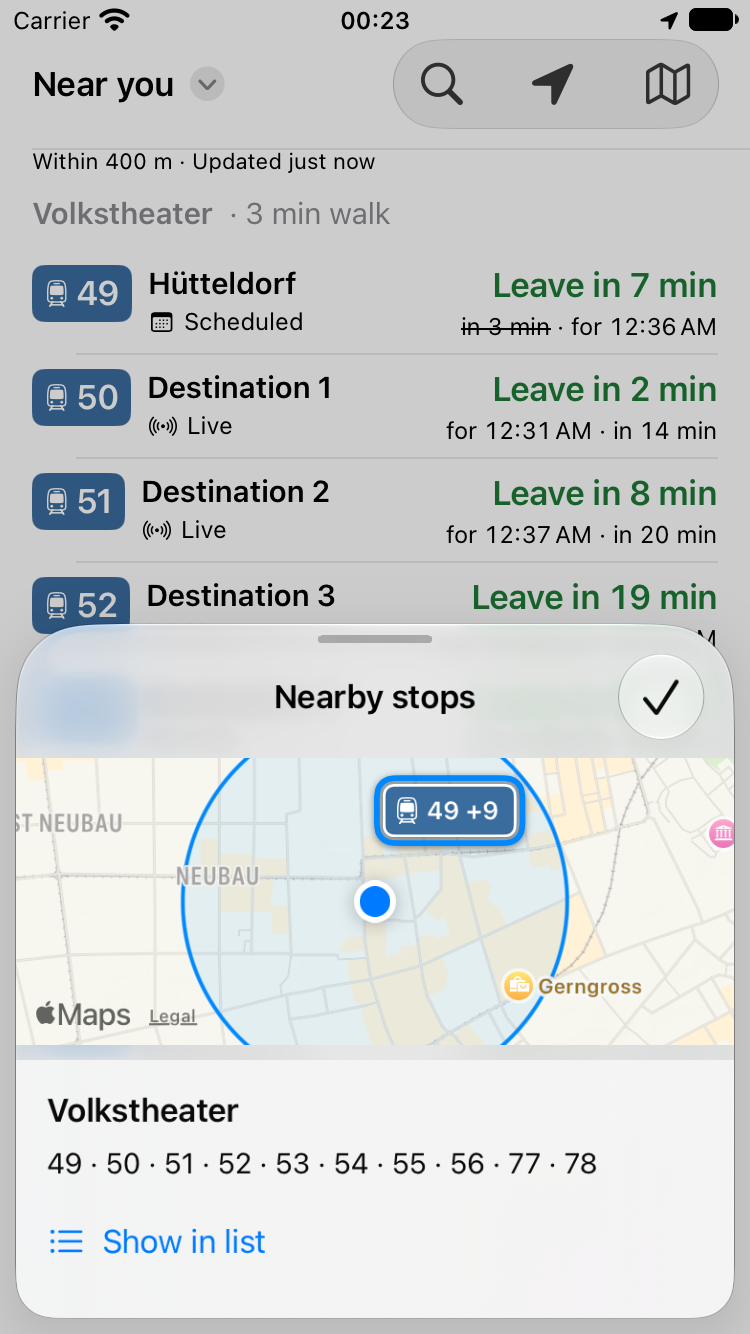 Carrier 00:23
Near you
Within 400 m · Updated just now
Volkstheater · 3 min walk
49 Hütteldorf Leave in 7 min
Scheduled in 3 min · for 12:36 AM
50 Destination 1 Leave in 2 min
Live for 12:31 AM · in 14 min
51 Destination 2 Leave in 8 min
Live for 12:37 AM · in 20 min
52 Destination 3 Leave in 19 min
M
Nearby stops
49 +9
ST NEUBAU
NEUBAU
Gerngross
Maps Legal
Volkstheater
49 · 50 · 51 · 52 · 53 · 54 · 55 · 56 · 77 · 78
Show in list